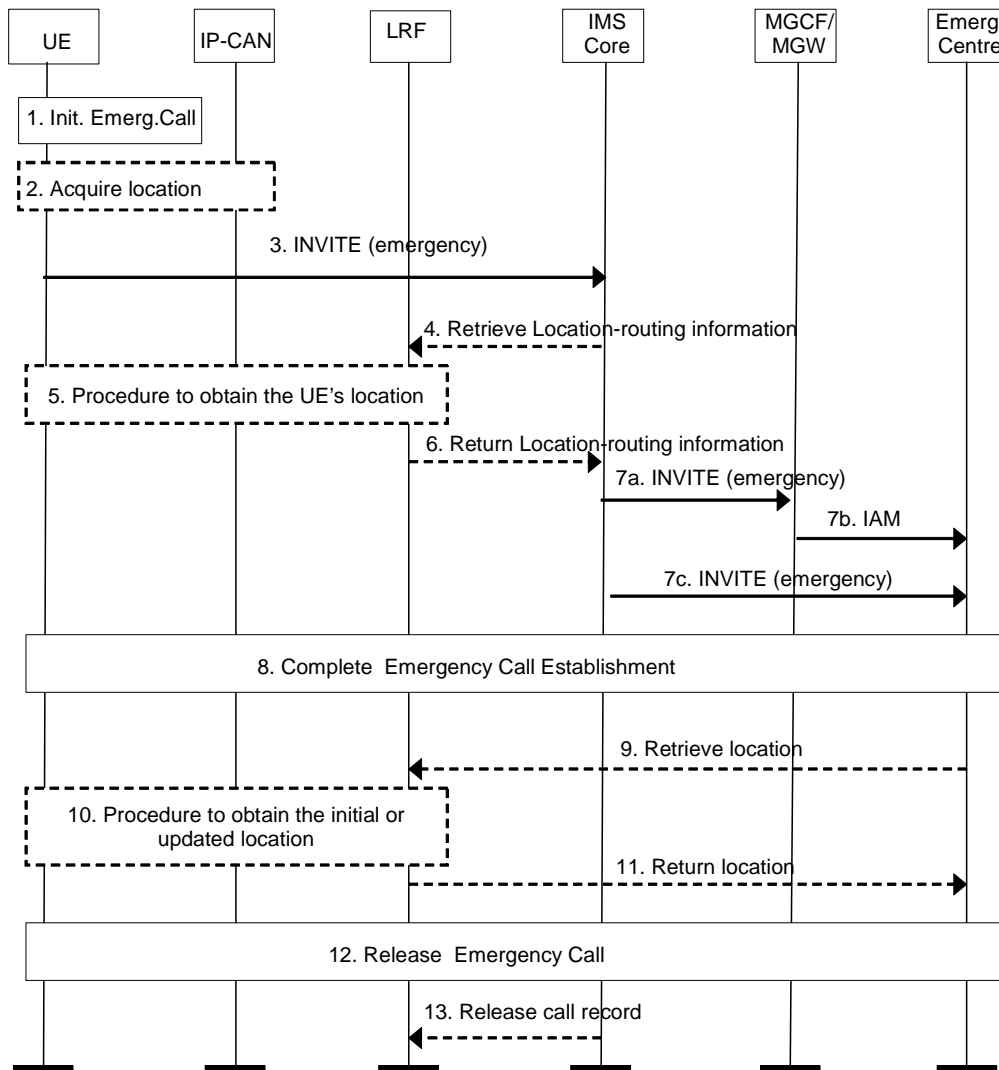 UE
IP-CAN
LRF
IMS
Core
MGCF/
MGW
Emerg
Centre
1. Init. Emerg.Call
2. Acquire location
3. INVITE (emergency)
4. Retrieve Location-routing information
5. Procedure to obtain the UE's location
6. Return Location-routing information
7a. INVITE (emergency)
7b. IAM
7c. INVITE (emergency)
8. Complete Emergency Call Establishment
9. Retrieve location
10. Procedure to obtain the initial or
updated location
11. Return location
12. Release Emergency Call
13. Release call record